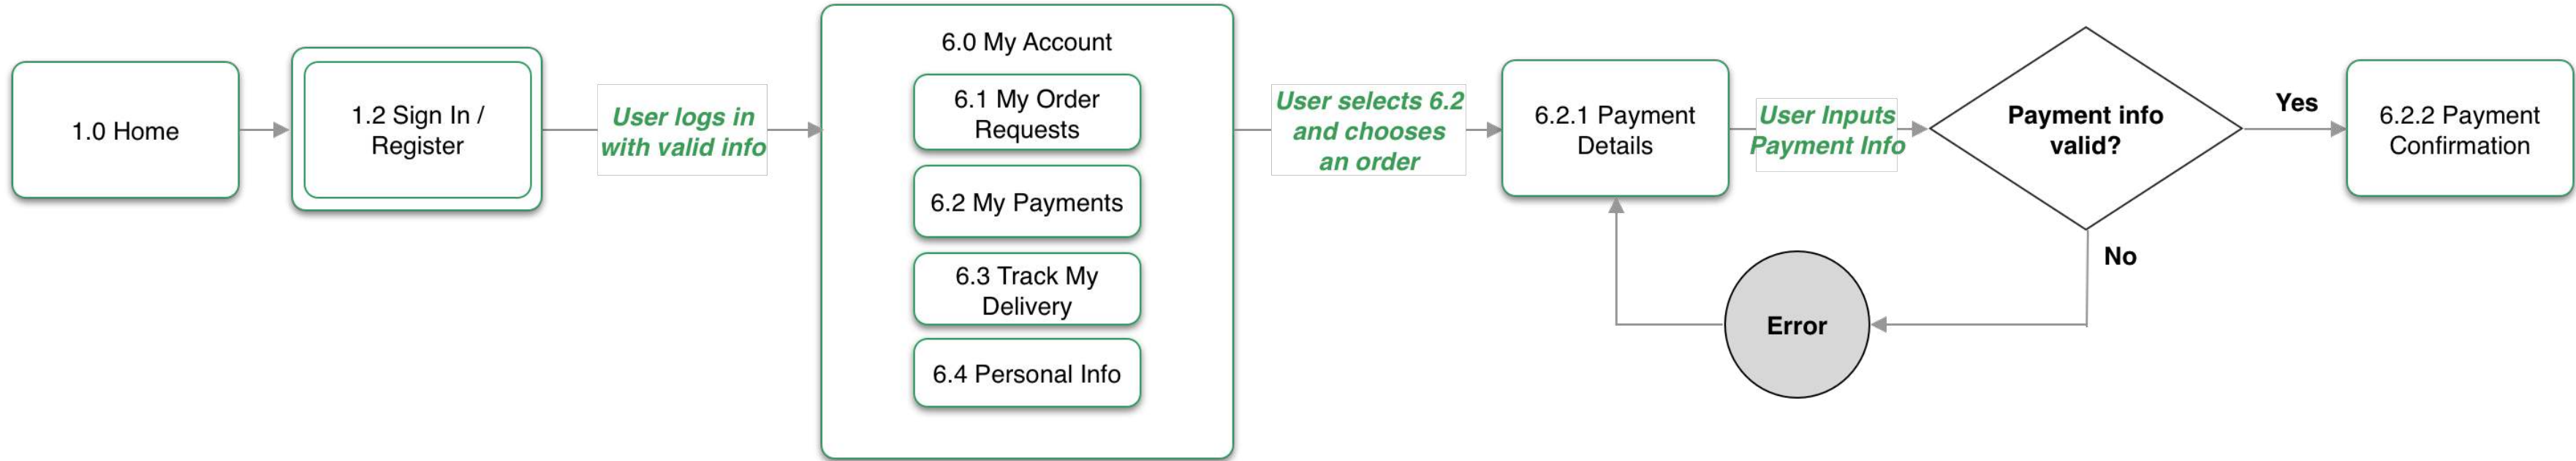 1.0 Home
1.2 Sign In /
Register
User logs in
with valid info
6.0 My Account
6.1 My Order
Requests
6.2 My Payments
6.3 Track My
Delivery
6.4 Personal Info
User selects 6.2
and chooses
an order
6.2.1 Payment
Details
User Inputs
Payment Info
Payment info
valid?
Yes
6.2.2 Payment
Confirmation
No
Error